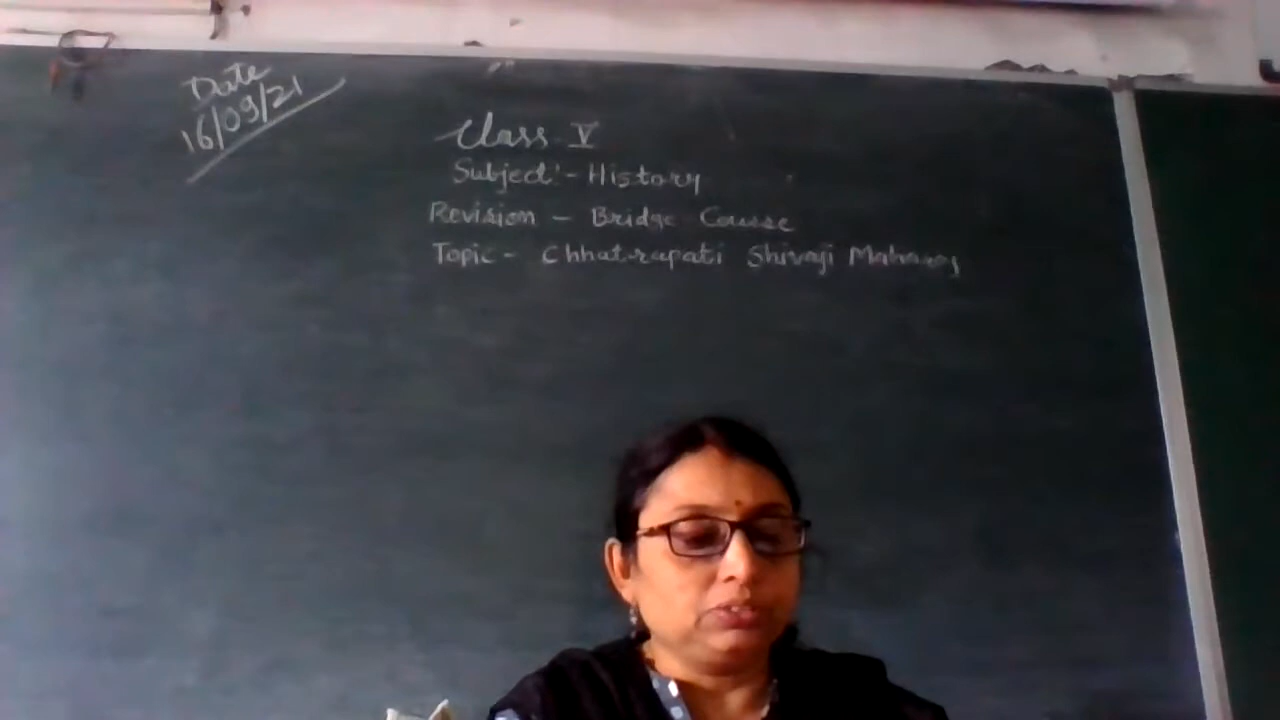 Date
16/09/21
Class V
Subject:- History
Revision - Bridge Course
Topic - Chhatrapati Shivaji Maharaj